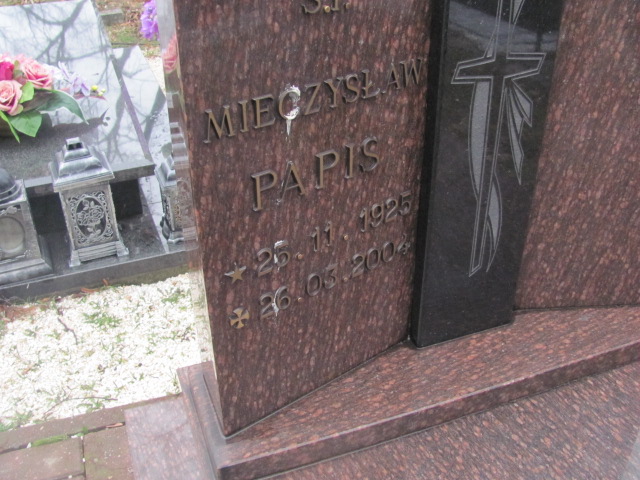 Ś.P.
MIECZYSŁAW
PAPIS
25.11.1925
26.03.2004